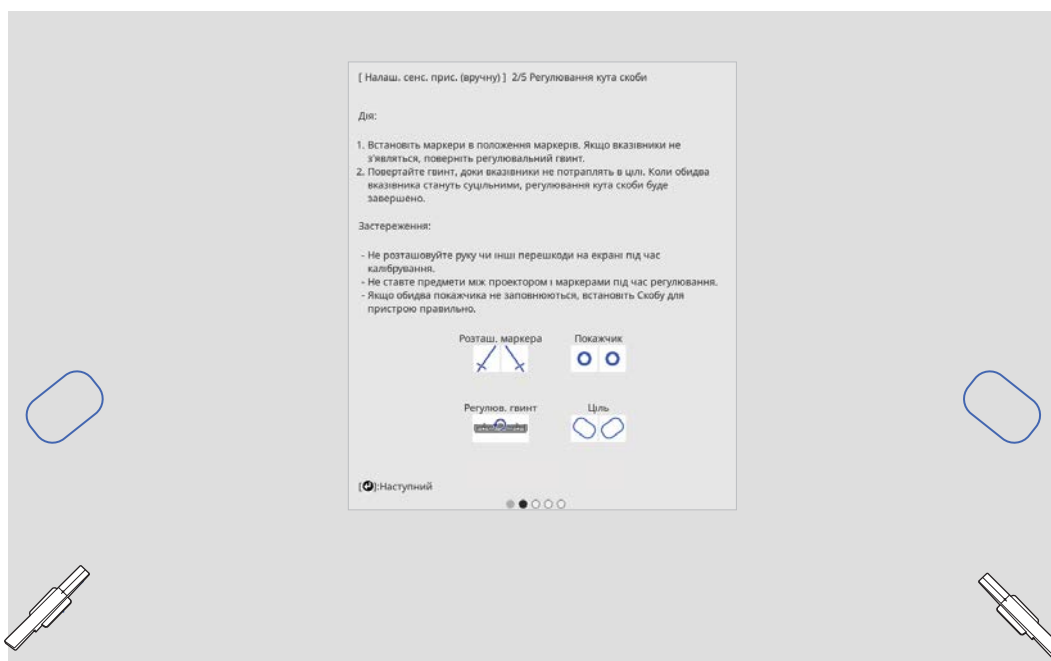 [ Налаш. сенс. прис. (вручну) ] 2/5 Регулювання кута скоби
Дія:
1. Встановіть маркери в положення маркерів. Якщо вказівники не
з'являться, поверніть регулювальний гвинт.
2. Повертайте гвинт, доки вказівники не потраплять в цілі. Коли обидва
вказівника стануть суцільними, регулювання кута скоби буде
завершено.
Застереження:
- Не розташовуйте руку чи інші перешкоди на екрані під час
калібрування.
- Не ставте предмети між проектором і маркерами під час регулювання.
- Якщо обидва покажчика не заповнюються, встановіть Скобу для
пристрою правильно.
Розташ. маркера Покажчик
Регулюв. гвинт Ціль
[ ]:Наступний